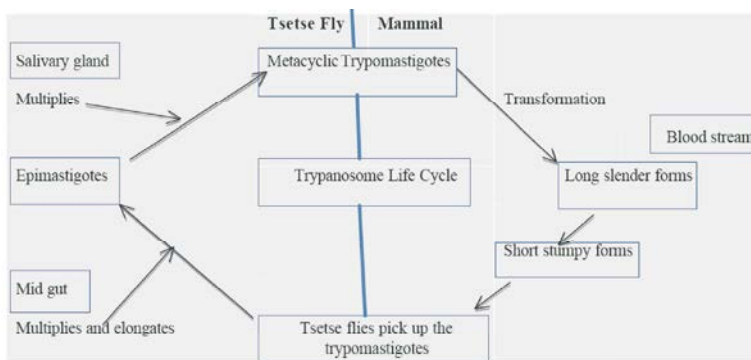 Tsetse Fly Mammal
Salivary gland
Metacyclic Trypomastigotes
Multiplies
Transformation
Blood stream
Epimastigotes
Trypanosome Life Cycle
Long slender forms
Short stumpy forms
Mid gut
Multiplies and elongates
Tsetse flies pick up the
trypomastigotes